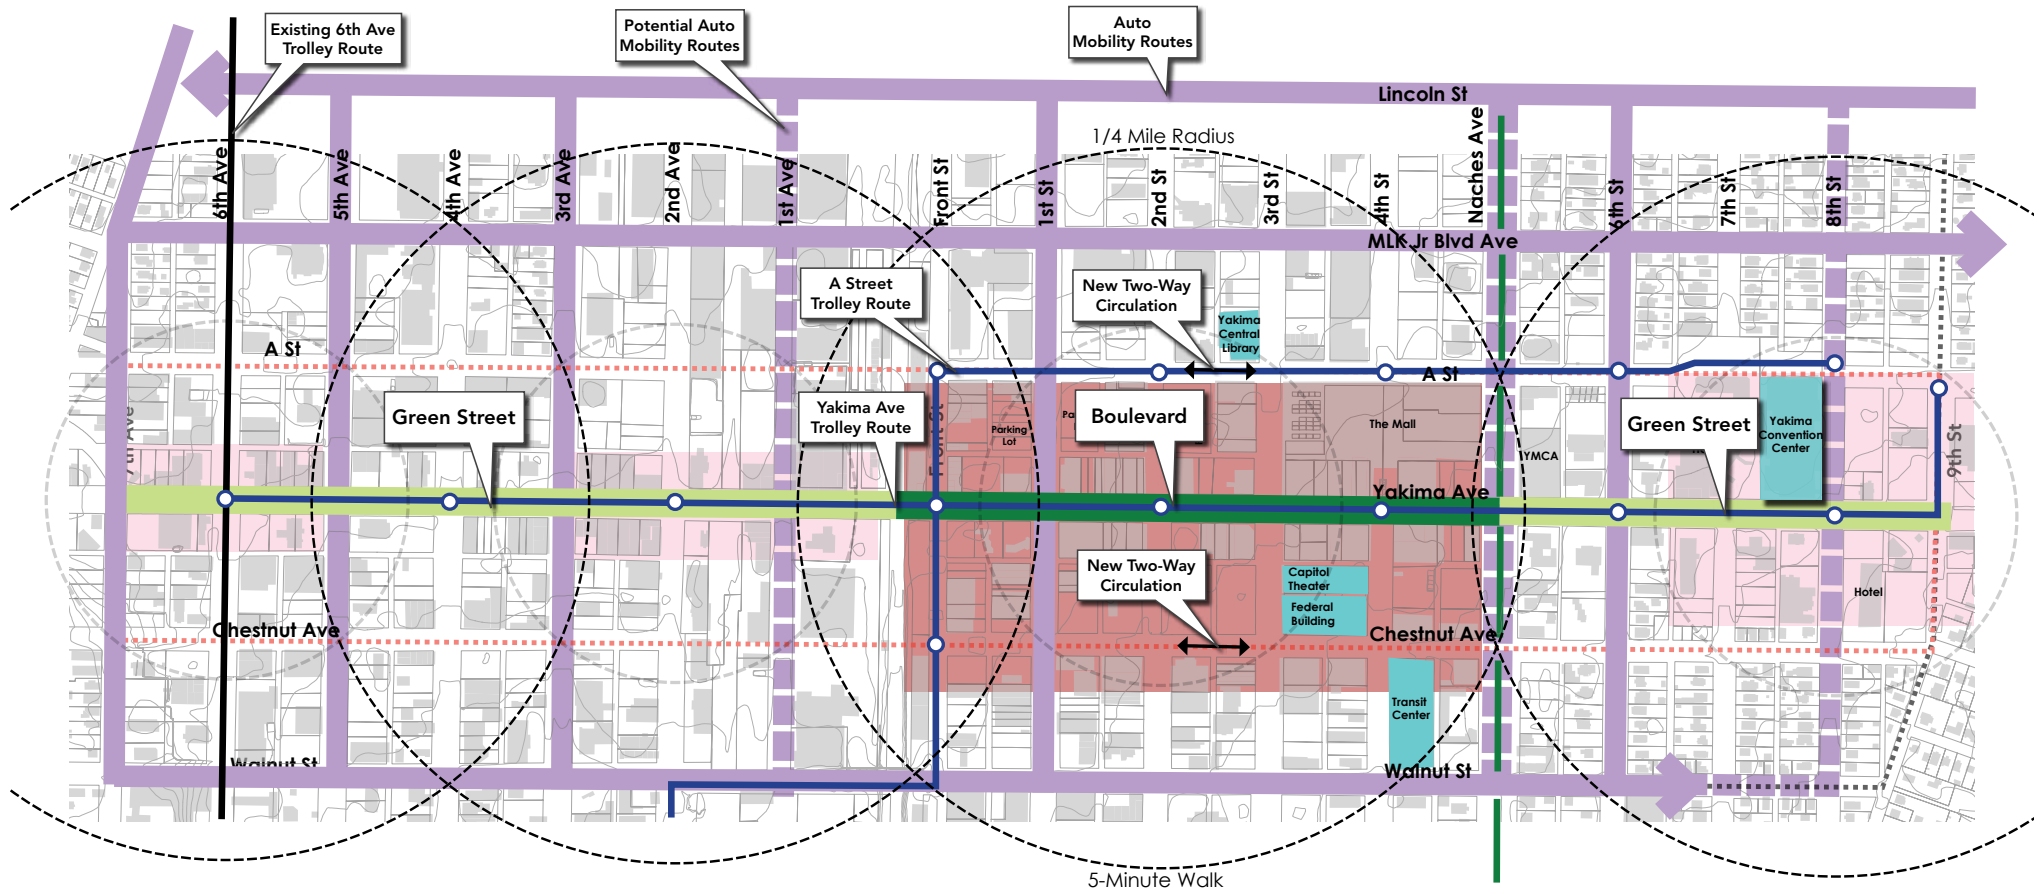 Existing 6th Ave
Trolley Route
Potential Auto
Mobility Routes
Auto
Mobility Routes
Lincoln St
1/4 Mile Radius
6th Ave
5th Ave
4th Ave
3rd Ave
2nd Ave
1st Ave
Front St
1st St
2nd St
3rd St
4th St
Naches Ave
6th St
7th St
8th St
MLK Jr Blvd Ave
A Street
Trolley Route
New Two-Way
Circulation
Yakima
Central
Library
A St
A St
7th Ave
Green Street
Yakima Ave
Trolley Route
Front St
Parking
Lot
Boulevard
The Mall
YMCA
Green Street
Yakima
Convention
Center
9th St
Yakima Ave
New Two-Way
Circulation
Capitol
Theater
Federal
Building
Hotel
Chestnut Ave
Chestnut Ave
Transit
Center
Walnut St
Walnut St
5-Minute Walk